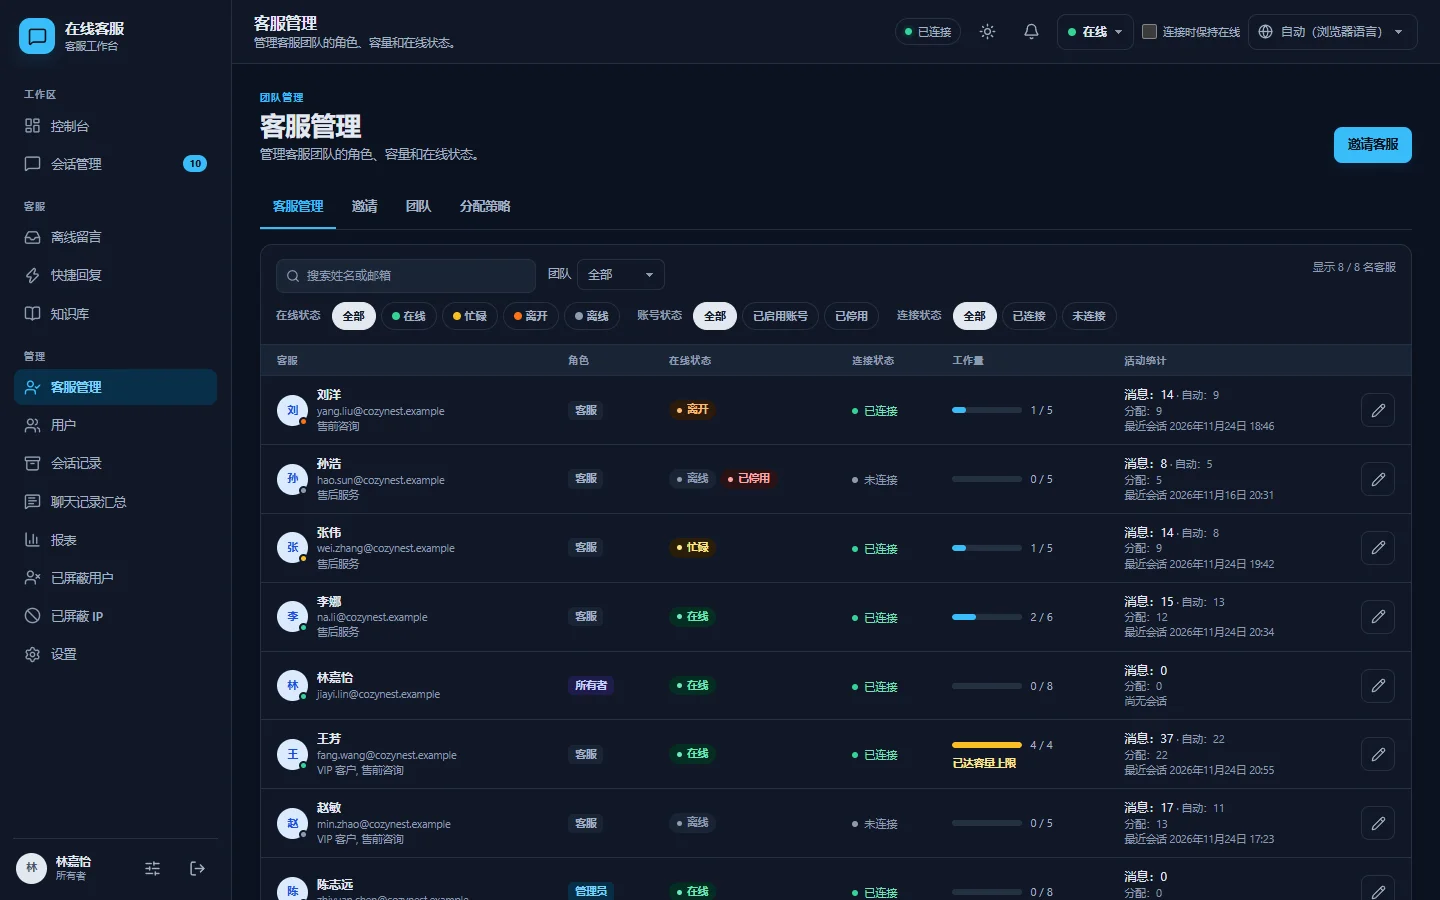 在线客服
客服工作台
工作区
控制台
会话管理
10
客服
离线留言
快捷回复
知识库
管理
客服管理
用户
会话记录
聊天记录汇总
报表
已屏蔽用户
已屏蔽 IP
设置
林
林嘉怡
所有者
客服管理
管理客服团队的角色、容量和在线状态。
已连接
在线
连接时保持在线
自动（浏览器语言）
团队管理
客服管理
管理客服团队的角色、容量和在线状态。
邀请客服
客服管理 邀请 团队 分配策略
搜索姓名或邮箱
团队 全部
显示 8 / 8 名客服
在线状态 全部 在线 忙碌 离开 离线 账号状态 全部 已启用账号 已停用 连接状态 全部 已连接 未连接
客服 角色 在线状态 连接状态 工作量 活动统计
刘
刘洋
yang.liu@cozynest.example
售前咨询
客服
离开
已连接
1 / 5
消息：14 · 自动：9
分配：9
最近会话 2026年11月24日 18:46
孙
孙浩
hao.sun@cozynest.example
售后服务
客服
离线
已停用
未连接
0 / 5
消息：8 · 自动：5
分配：5
最近会话 2026年11月16日 20:31
张
张伟
wei.zhang@cozynest.example
售后服务
客服
忙碌
已连接
1 / 5
消息：14 · 自动：8
分配：9
最近会话 2026年11月24日 19:42
李
李娜
na.li@cozynest.example
售后服务
客服
在线
已连接
2 / 6
消息：15 · 自动：13
分配：12
最近会话 2026年11月24日 20:34
林
林嘉怡
jiayi.lin@cozynest.example
所有者
在线
已连接
0 / 8
消息：0
分配：0
尚无会话
王
王芳
fang.wang@cozynest.example
VIP 客户, 售前咨询
客服
在线
已连接
4 / 4
已达容量上限
消息：37 · 自动：22
分配：22
最近会话 2026年11月24日 20:55
赵
赵敏
min.zhao@cozynest.example
VIP 客户, 售前咨询
客服
离线
未连接
0 / 5
消息：17 · 自动：11
分配：13
最近会话 2026年11月24日 17:23
陈
陈志远
zhiyuan.chen@cozynest.example
管理员
在线
已连接
0 / 8
消息：0
分配：0